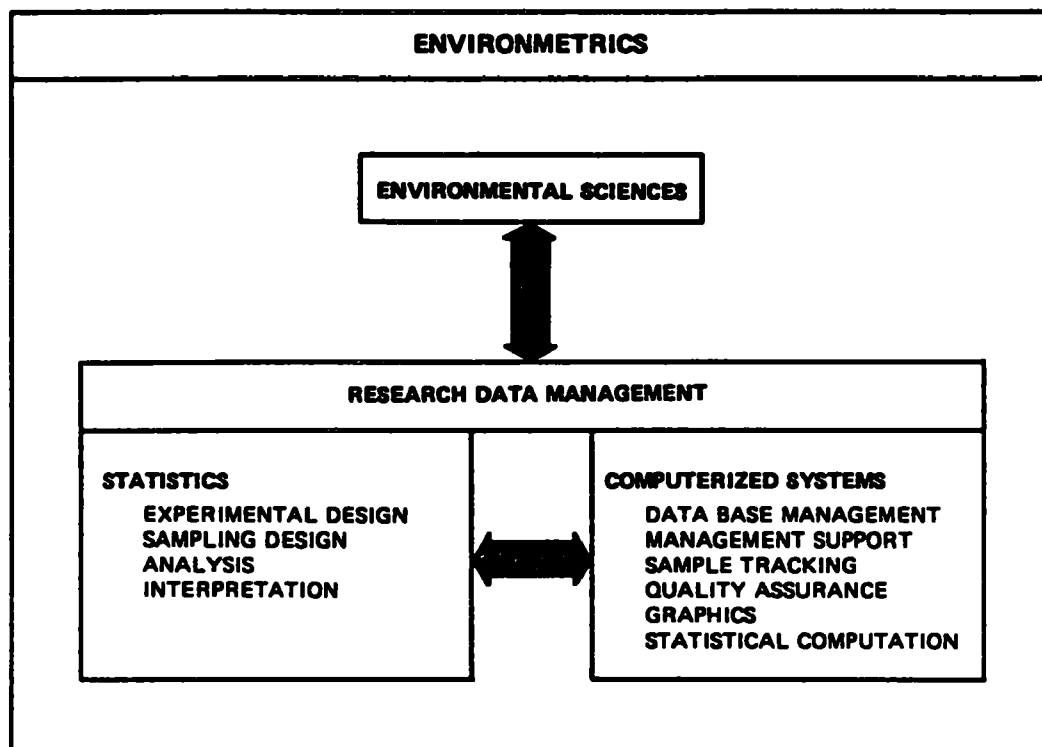 ENVIRONMETRICS
ENVIRONMENTAL SCIENCES
RESEARCH DATA MANAGEMENT
STATISTICS
EXPERIMENTAL DESIGN
SAMPLING DESIGN
ANALYSIS
INTERPRETATION
COMPUTERIZED SYSTEMS
DATA BASE MANAGEMENT
MANAGEMENT SUPPORT
SAMPLE TRACKING
QUALITY ASSURANCE
GRAPHICS
STATISTICAL COMPUTATION